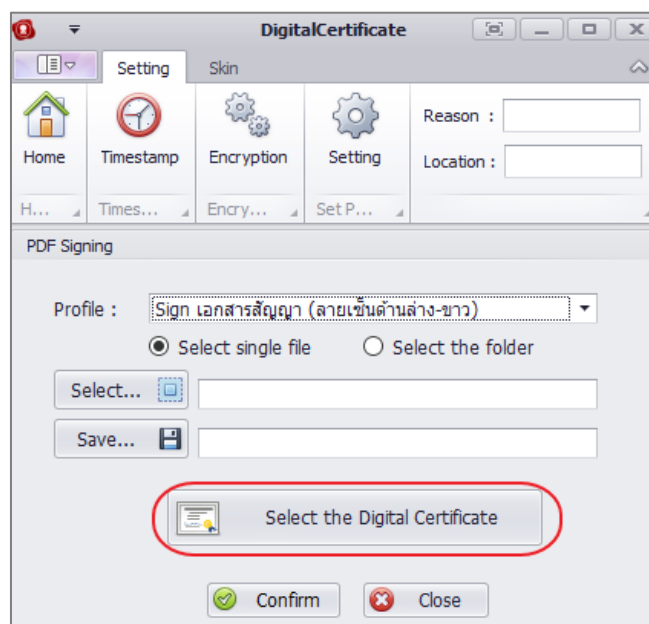 DigitalCertificate
Setting Skin
Home Timestamp Encryption Setting
Reason :
Location :
H... Times... Encry... Set P...
PDF Signing
Profile : Sign เอกสารสัญญา (ลายเซ็นด้านล่าง-ขาว)
Select single file Select the folder
Select...
Save...
Select the Digital Certificate
Confirm Close